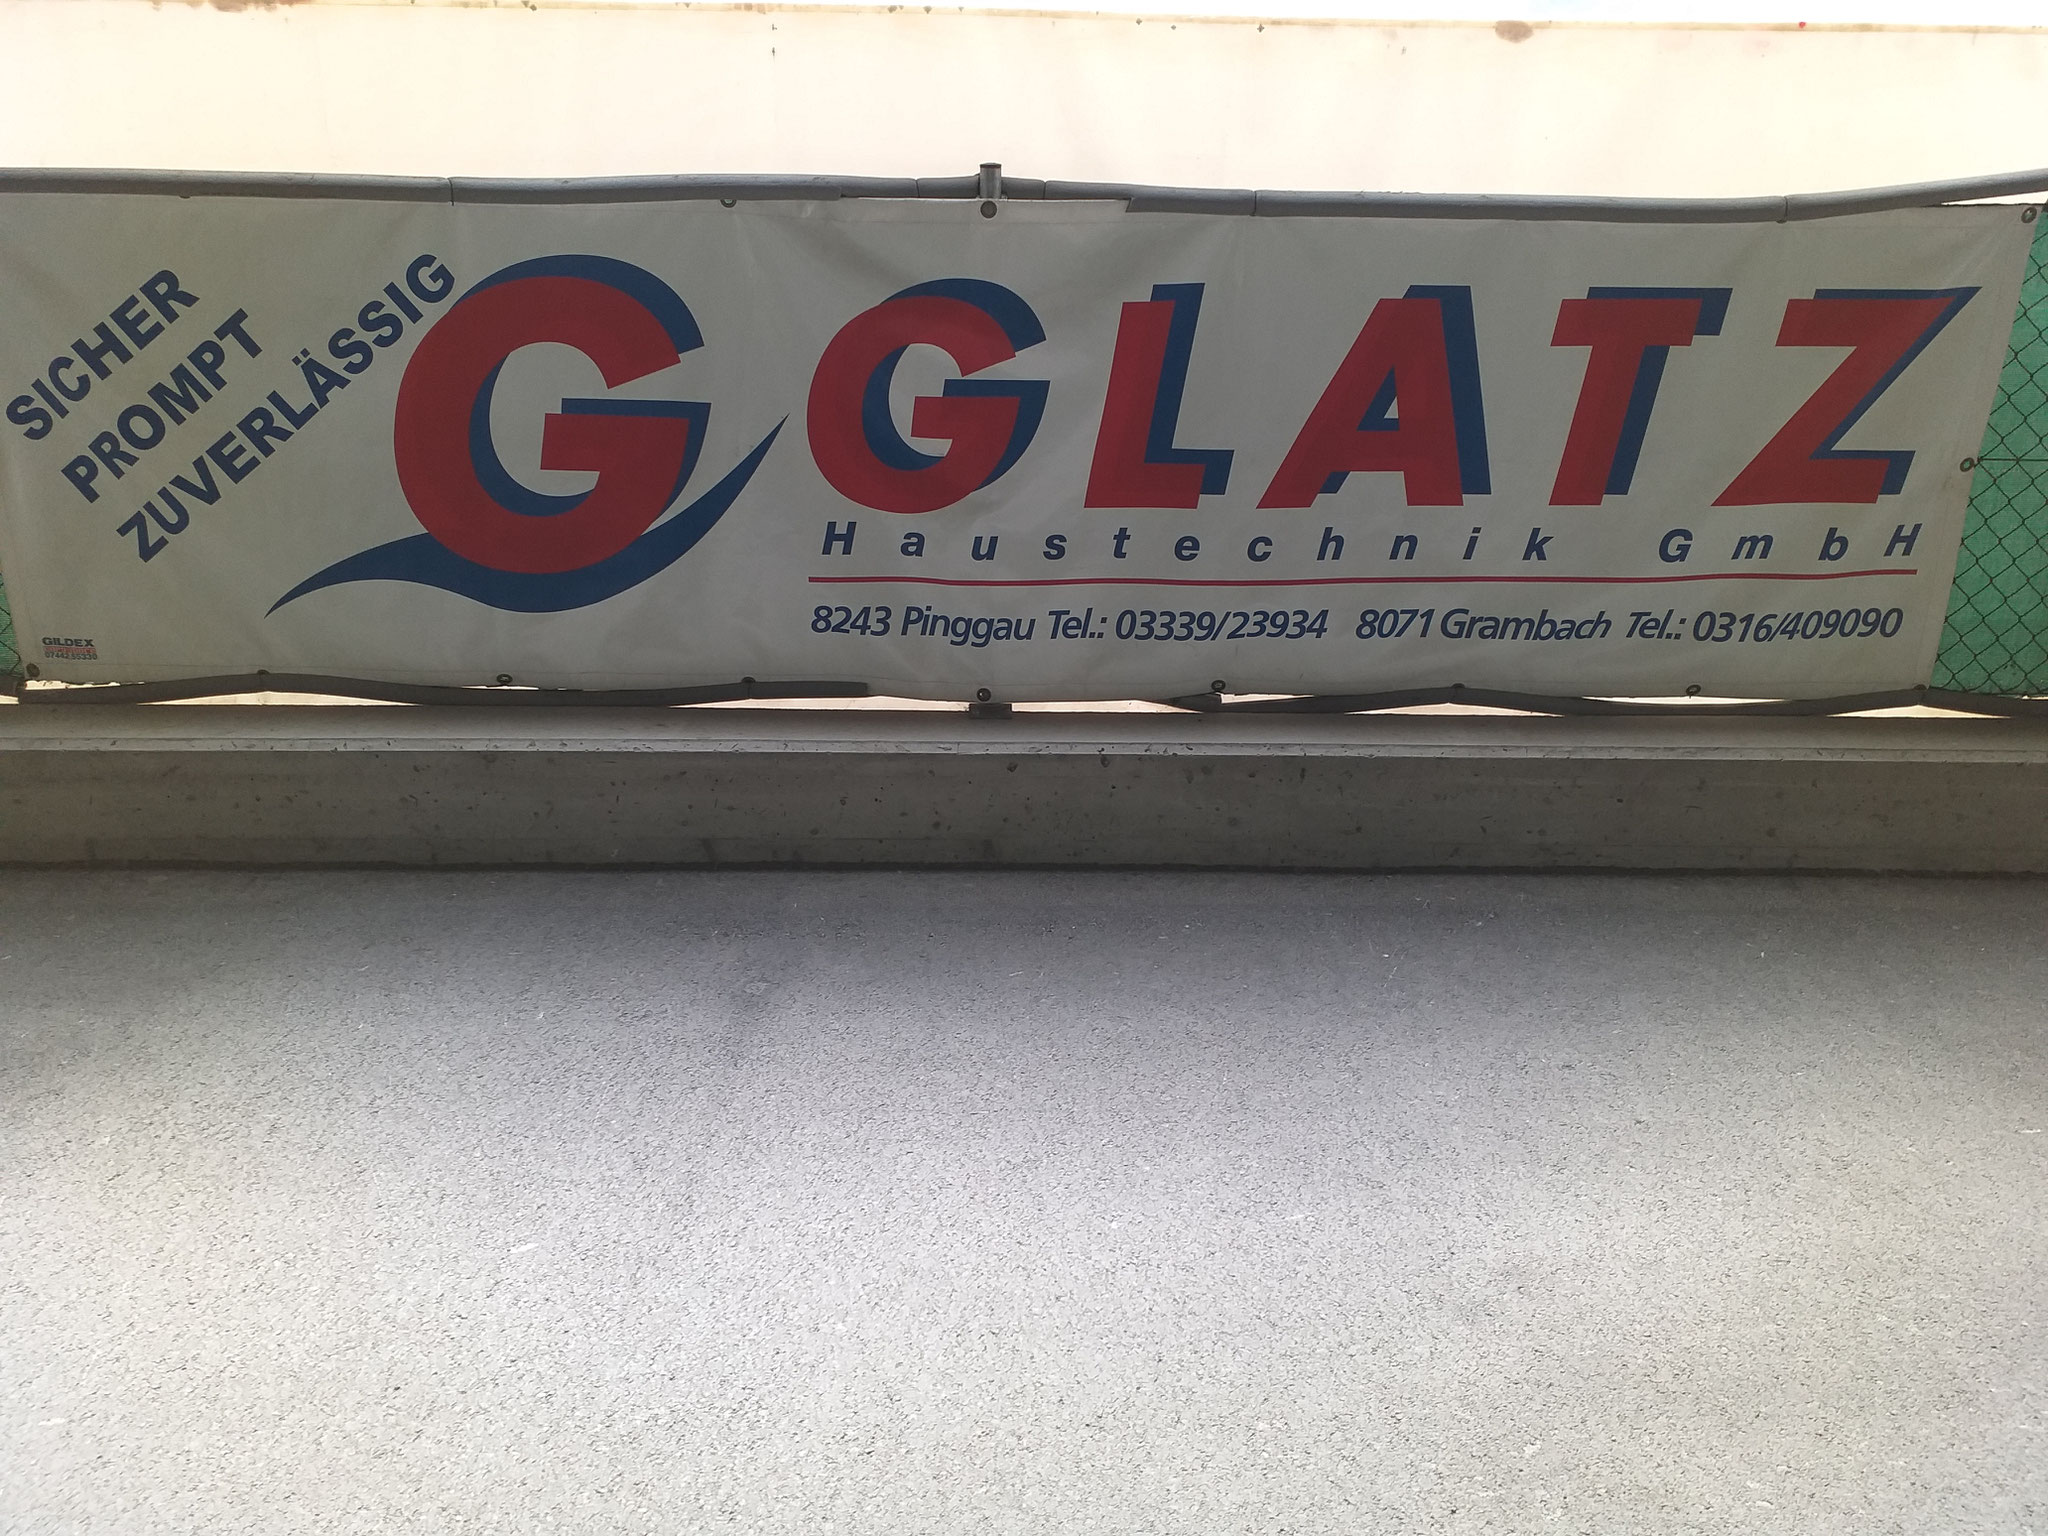 SICHER
PROMPT
ZUVERLÄSSIG
G
GLATZ
Haustechnik GmbH
8243 Pinggau Tel.: 03339/23934 8071 Grambach Tel.: 0316/409090
GILDEX